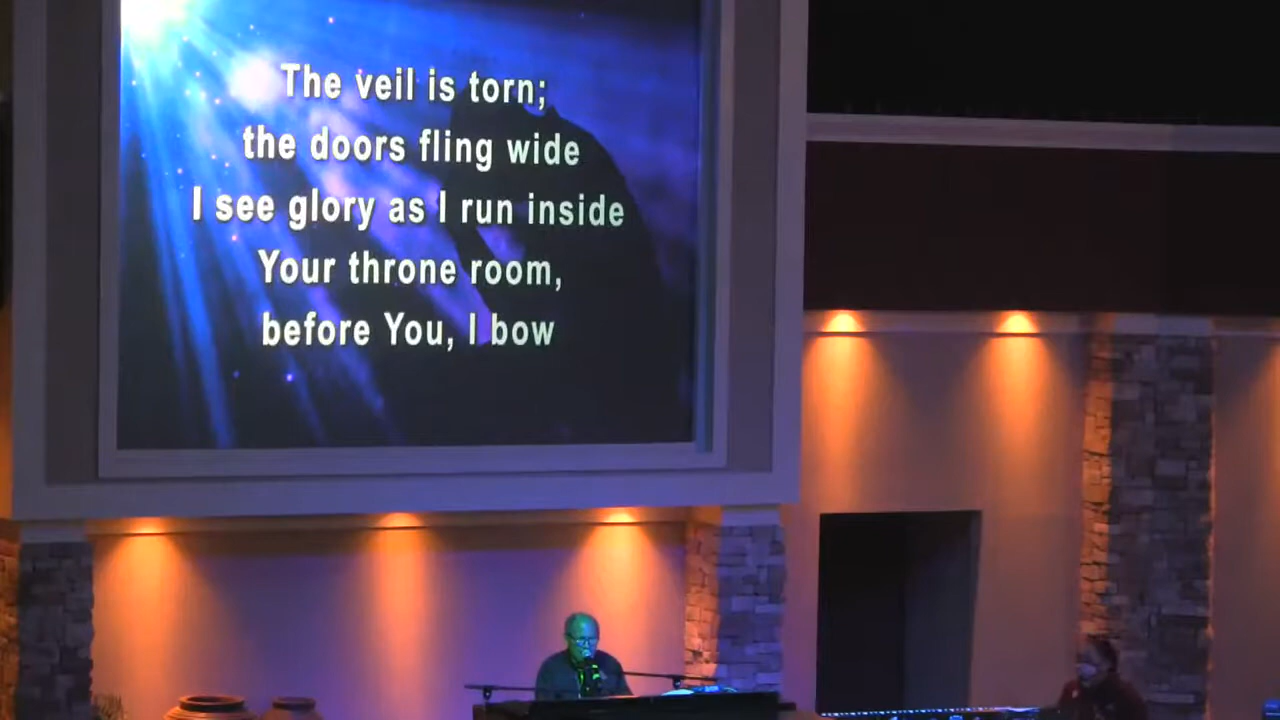 The veil is torn;
the doors fling wide
I see glory as I run inside
Your throne room,
before You, I bow